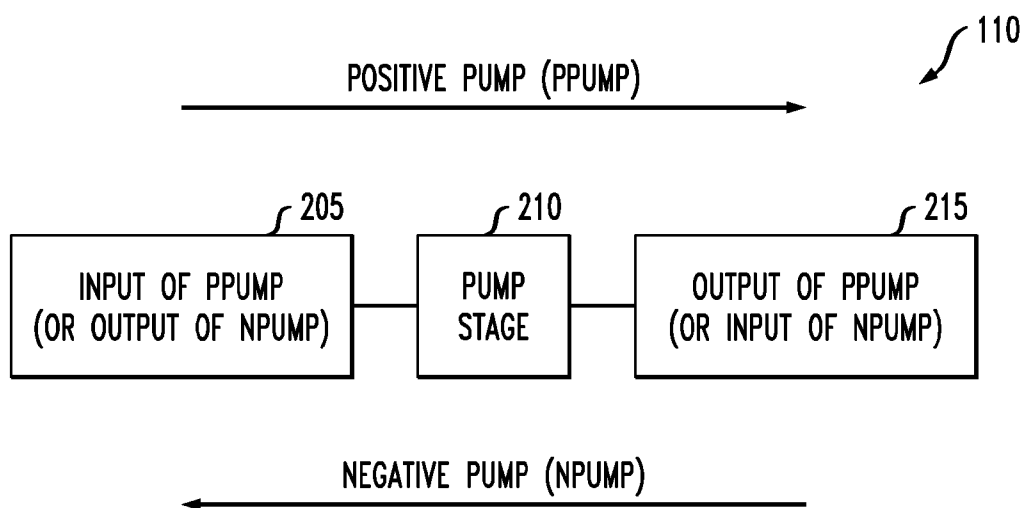 110
POSITIVE PUMP (PPUMP)
205
210
215
INPUT OF PPUMP
(OR OUTPUT OF NPUMP)
PUMP
STAGE
OUTPUT OF PPUMP
(OR INPUT OF NPUMP)
NEGATIVE PUMP (NPUMP)